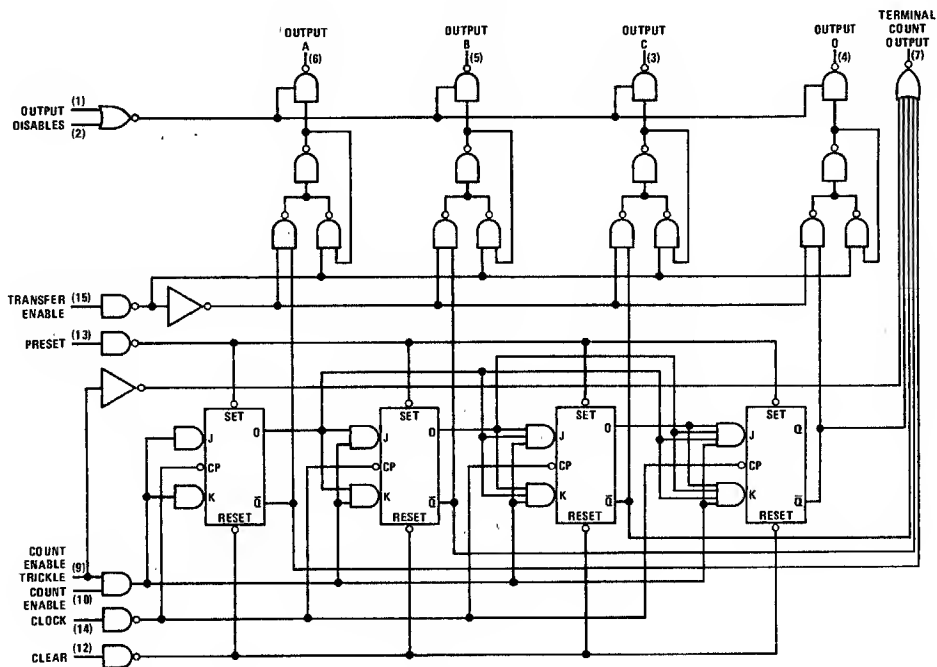 OUTPUT
A
(6)
OUTPUT
B
(5)
OUTPUT
C
(3)
OUTPUT
O
(4)
TERMINAL
COUNT
OUTPUT
(7)
(1)
OUTPUT
DISABLES
(2)
TRANSFER (15)
ENABLE
PRESET (13)
SET
J
O
CP
K
Q̅
RESET
SET
J
O
CP
K
Q̅
RESET
SET
J
O
CP
K
Q̅
RESET
SET
J
Q
CP
K
Q̅
RESET
COUNT
ENABLE (9)
TRICKLE
COUNT
ENABLE
(10)
CLOCK
(14)
(12)
CLEAR